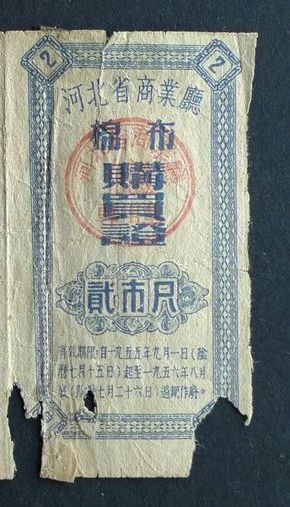 2 2
河北省商業廳
棉布
購
買
證
貳市尺
有效期限：自一九五五年九月一日（陰
曆七月十五日）起至一九五六年八月
底（陰曆七月二十六日）過期作廢。